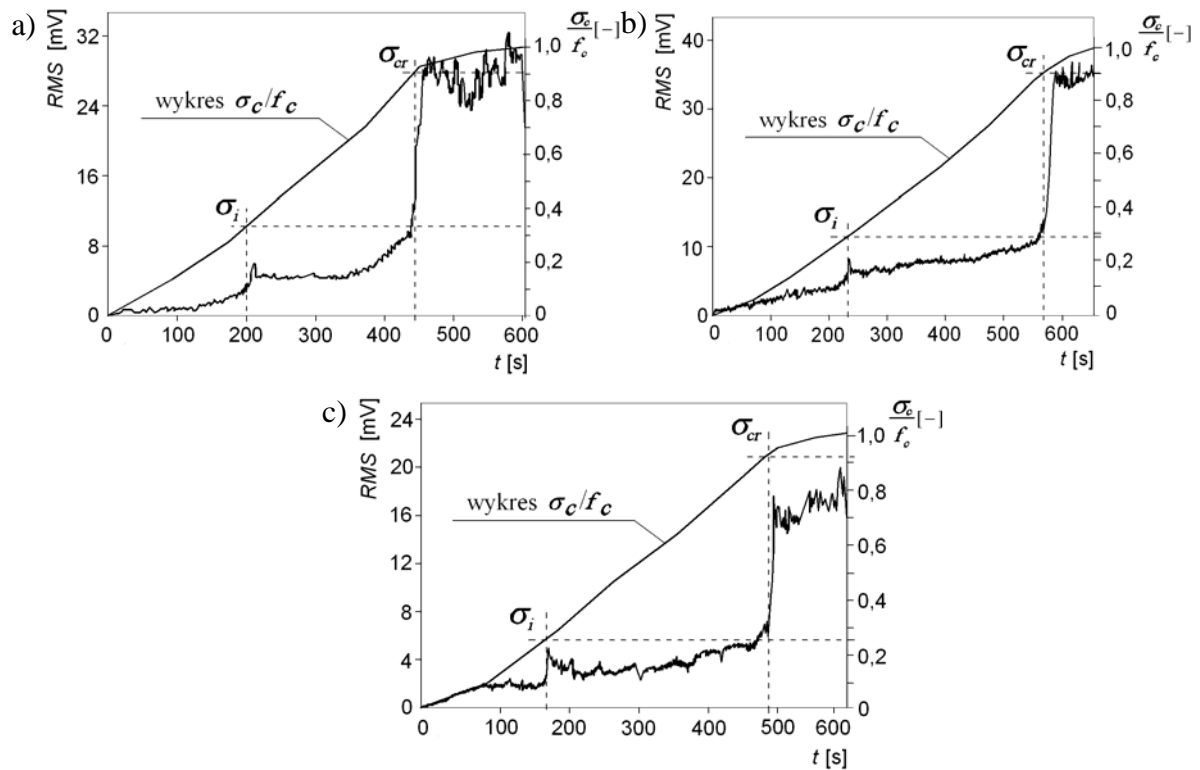 a)
RMS [mV]
32
24
16
8
0
σcr
wykres σc/fc
σi
σc/fc [−]
1,0
0,8
0,6
0,4
0,2
0
0 100 200 300 400 500 600
t [s]
b)
RMS [mV]
40
30
20
10
0
σcr
wykres σc/fc
σi
σc/fc [−]
1,0
0,8
0,6
0,4
0,2
0
0 100 200 300 400 500 600
t [s]
c)
RMS [mV]
24
20
16
12
8
4
0
σcr
wykres σc/fc
σi
σc/fc [−]
1,0
0,8
0,6
0,4
0,2
0
0 100 200 300 400 500 600
t [s]